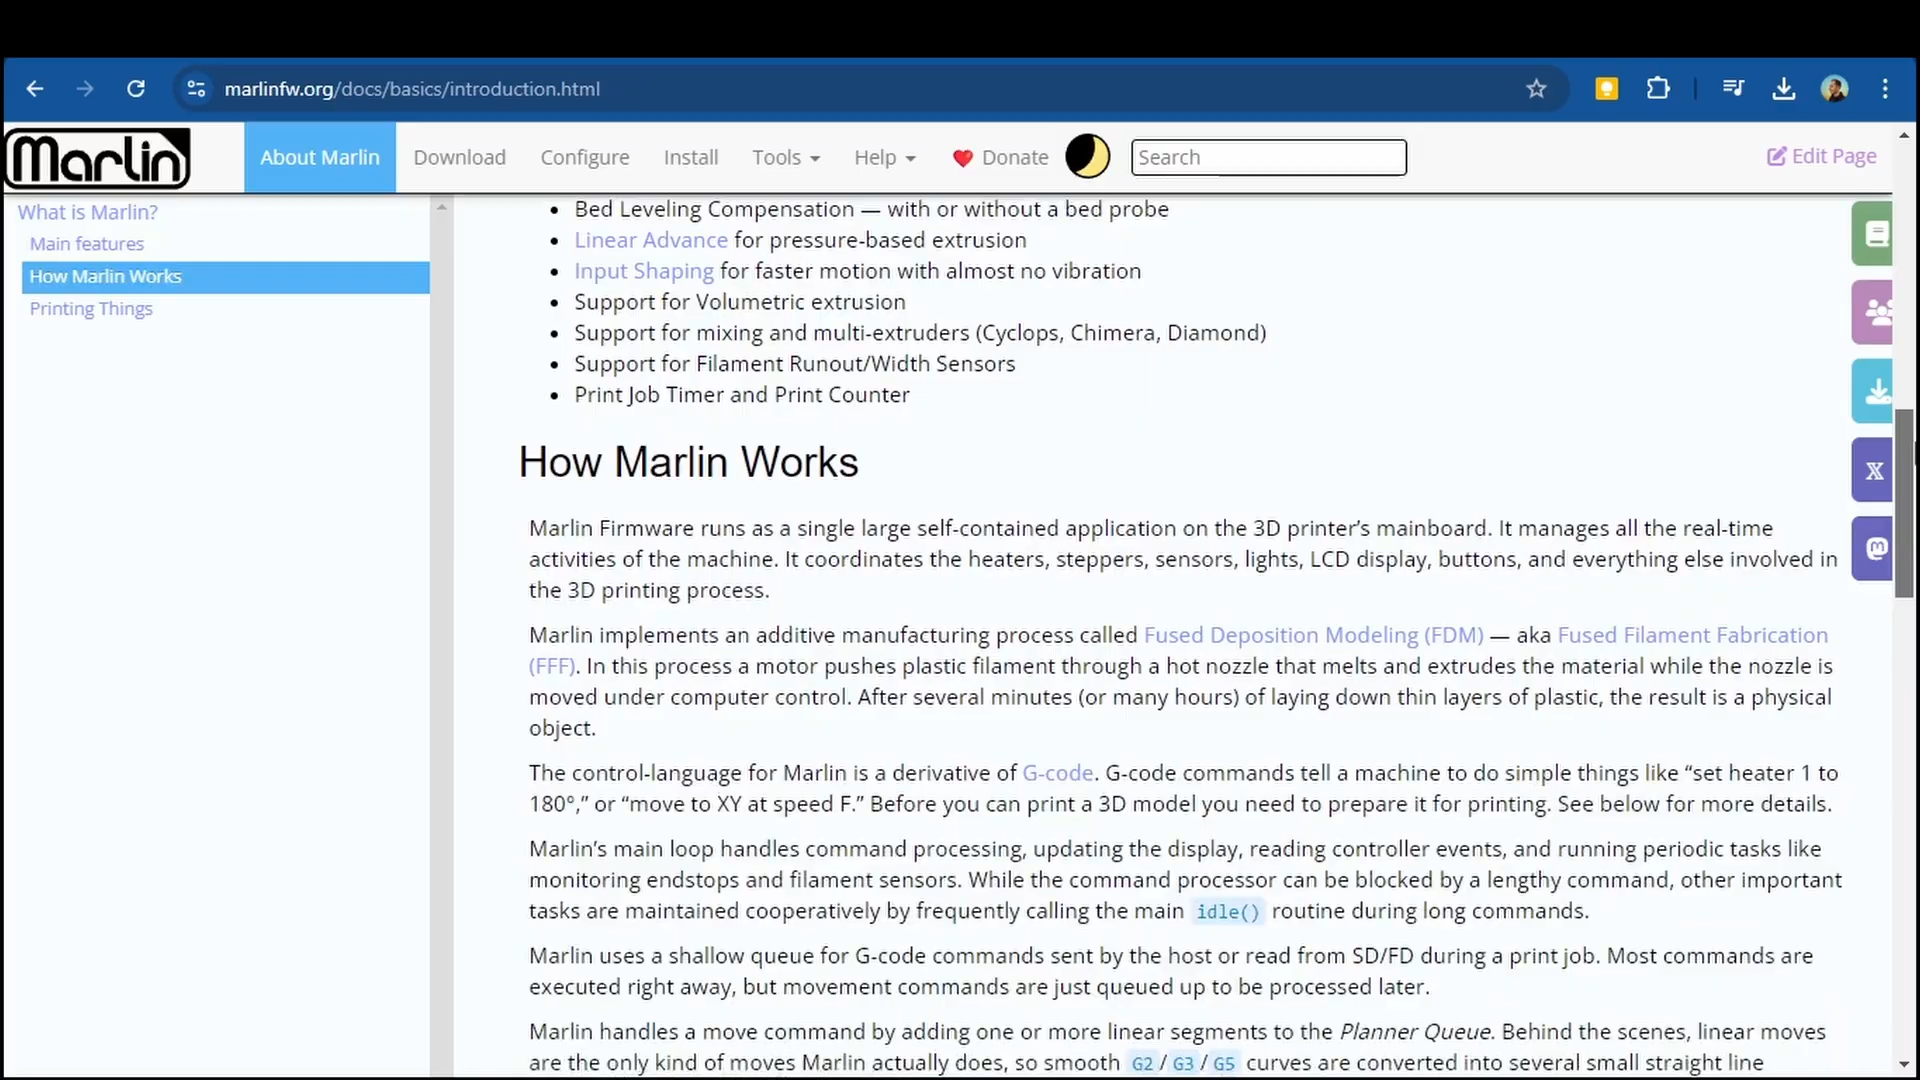 marlinfw.org/docs/basics/introduction.html
Marlin
About Marlin
Download
Configure
Install
Tools
Help
Donate
Search
Edit Page
What is Marlin?
Main features
How Marlin Works
Printing Things
Bed Leveling Compensation — with or without a bed probe
Linear Advance for pressure-based extrusion
Input Shaping for faster motion with almost no vibration
Support for Volumetric extrusion
Support for mixing and multi-extruders (Cyclops, Chimera, Diamond)
Support for Filament Runout/Width Sensors
Print Job Timer and Print Counter
How Marlin Works
Marlin Firmware runs as a single large self-contained application on the 3D printer’s mainboard. It manages all the real-time
activities of the machine. It coordinates the heaters, steppers, sensors, lights, LCD display, buttons, and everything else involved in
the 3D printing process.
Marlin implements an additive manufacturing process called Fused Deposition Modeling (FDM) — aka Fused Filament Fabrication
(FFF). In this process a motor pushes plastic filament through a hot nozzle that melts and extrudes the material while the nozzle is
moved under computer control. After several minutes (or many hours) of laying down thin layers of plastic, the result is a physical
object.
The control-language for Marlin is a derivative of G-code. G-code commands tell a machine to do simple things like “set heater 1 to
180°,” or “move to XY at speed F.” Before you can print a 3D model you need to prepare it for printing. See below for more details.
Marlin’s main loop handles command processing, updating the display, reading controller events, and running periodic tasks like
monitoring endstops and filament sensors. While the command processor can be blocked by a lengthy command, other important
tasks are maintained cooperatively by frequently calling the main idle() routine during long commands.
Marlin uses a shallow queue for G-code commands sent by the host or read from SD/FD during a print job. Most commands are
executed right away, but movement commands are just queued up to be processed later.
Marlin handles a move command by adding one or more linear segments to the Planner Queue. Behind the scenes, linear moves
are the only kind of moves Marlin actually does, so smooth G2/G3/G5 curves are converted into several small straight line